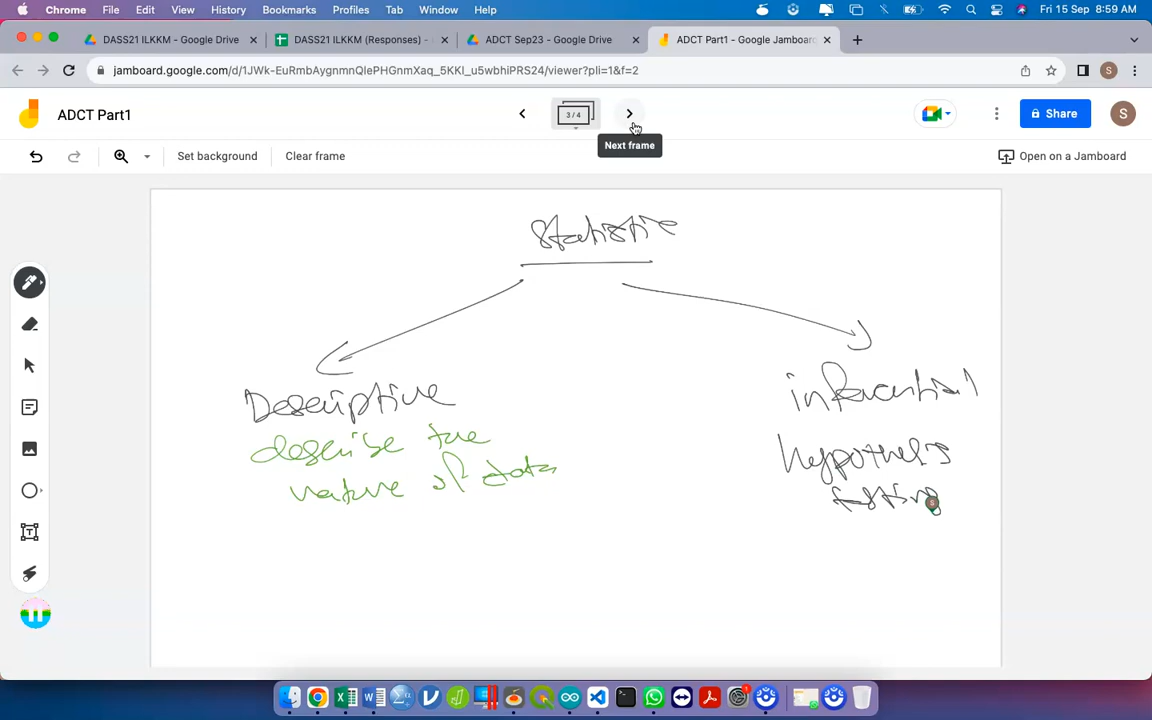 Chrome File Edit View History Bookmarks Profiles Tab Window Help Fri 15 Sep 8:59 AM
DASS21 ILKKM - Google Drive DASS21 ILKKM (Responses) - ADCT Sep23 - Google Drive ADCT Part1 - Google Jamboard
jamboard.google.com/d/1JWk-EuRmbAygnmnQIePHGnmXaq_5KKI_u5wbhiPRS24/viewer?pli=1&f=2 S
ADCT Part1 3/4 Share S
Next frame
Set background Clear frame Open on a Jamboard
Statistic
Descriptive inferential
describe the
nature of data
hypothesis
testing
S